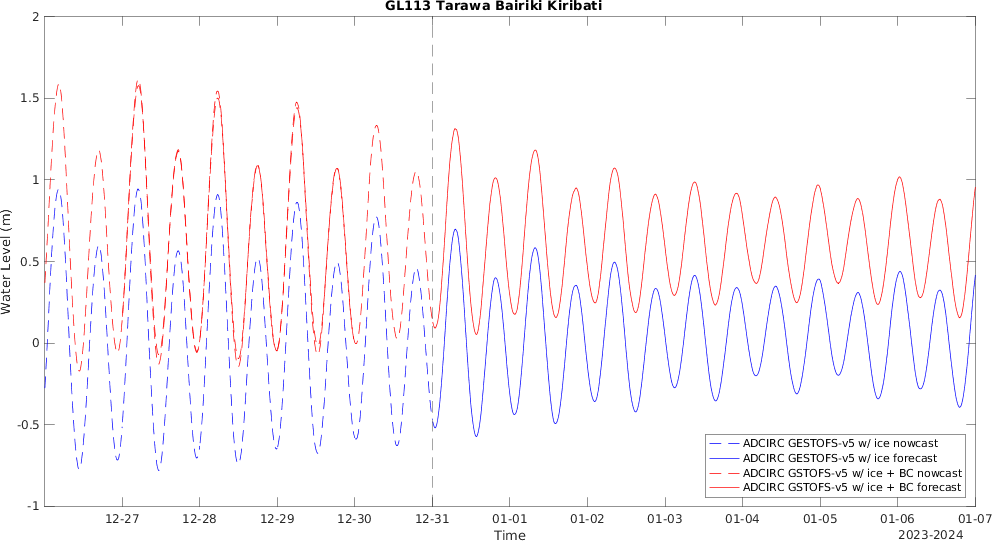 GL113 Tarawa Bairiki Kiribati
2
1.5
1
0.5
0
-0.5
-1
Water Level (m)
ADCIRC GESTOFS-v5 w/ ice nowcast
ADCIRC GESTOFS-v5 w/ ice forecast
ADCIRC GSTOFS-v5 w/ ice + BC nowcast
ADCIRC GSTOFS-v5 w/ ice + BC forecast
12-27 12-28 12-29 12-30 12-31 01-01 01-02 01-03 01-04 01-05 01-06 01-07
Time
2023-2024